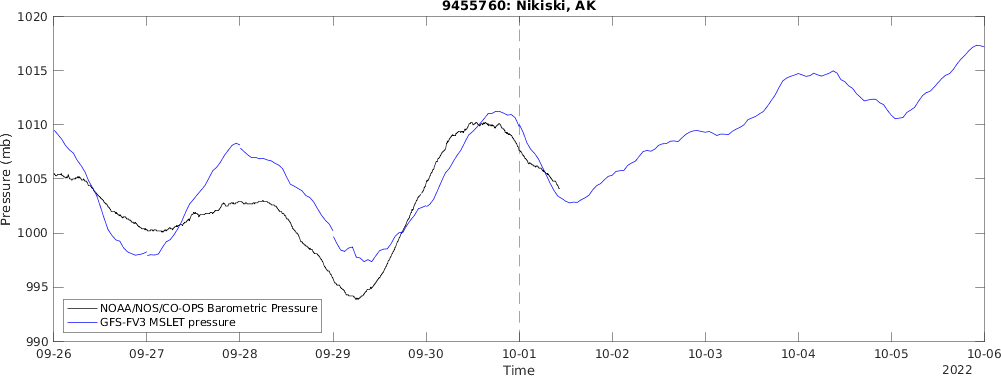 9455760: Nikiski, AK
1020
1015
1010
1005
1000
995
990
Pressure (mb)
NOAA/NOS/CO-OPS Barometric Pressure
GFS-FV3 MSLET pressure
09-26 09-27 09-28 09-29 09-30 10-01 10-02 10-03 10-04 10-05 10-06
Time
2022